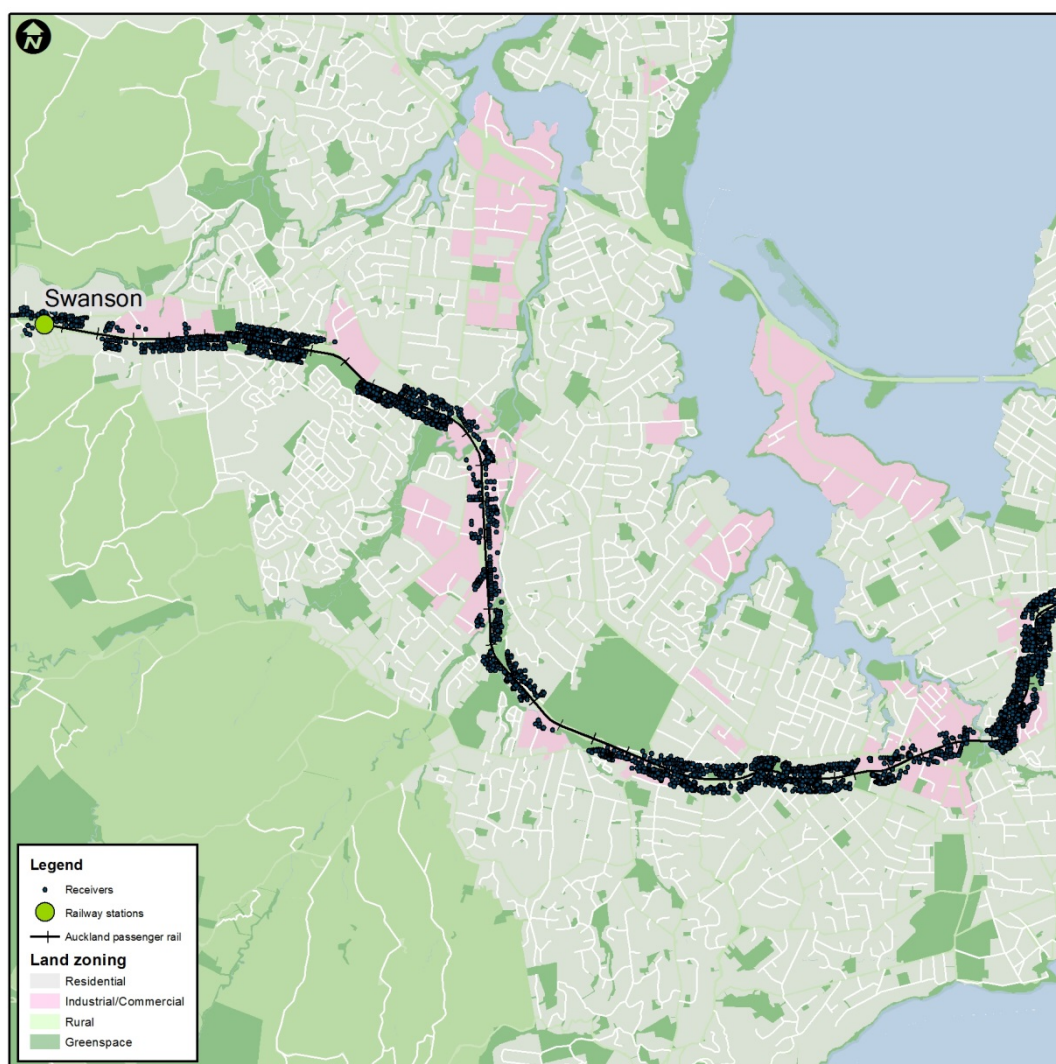 N
Swanson
Legend
Receivers
Railway stations
Auckland passenger rail
Land zoning
Residential
Industrial/Commercial
Rural
Greenspace